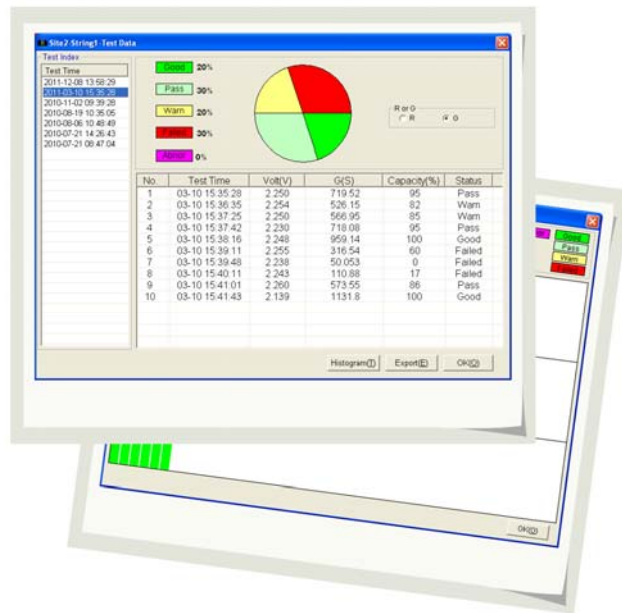 Site2-String1-Test Data
Test Index
Test Time
2011-12-08 13:58:29
2011-03-10 15:35:28
2010-11-02 09:39:28
2010-08-19 10:35:05
2010-08-06 10:48:49
2010-07-21 14:26:43
2010-07-21 08:47:04
Good 20%
Pass 30%
Warn 20%
Failed 30%
Abnor 0%
R or G
R G
No. Test Time Volt(V) G(S) Capacity(%) Status
1 03-10 15:35:28 2.250 719.52 95 Pass
2 03-10 15:36:35 2.254 526.15 82 Warn
3 03-10 15:37:25 2.250 566.95 85 Warn
4 03-10 15:37:42 2.230 718.08 95 Pass
5 03-10 15:38:16 2.248 959.14 100 Good
6 03-10 15:39:11 2.255 316.54 60 Failed
7 03-10 15:39:48 2.238 50.053 0 Failed
8 03-10 15:40:11 2.243 110.88 17 Failed
9 03-10 15:41:01 2.260 573.55 86 Pass
10 03-10 15:41:43 2.139 1131.8 100 Good
Histogram(T) Export(E) OK(O)
Good
Pass
Warn
Failed
OK(O)